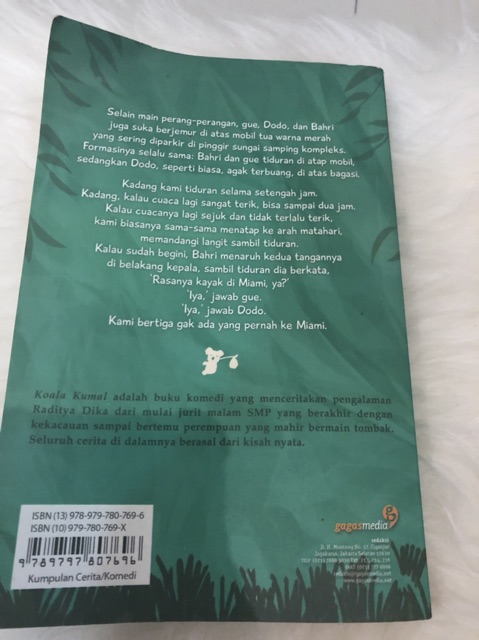 Selain main perang-perangan, gue, Dodo, dan Bahri
juga suka berjemur di atas mobil tua warna merah
yang sering diparkir di pinggir sungai samping kompleks.
Formasinya selalu sama: Bahri dan gue tiduran di atap mobil,
sedangkan Dodo, seperti biasa, agak terbuang, di atas bagasi.
Kadang kami tiduran selama setengah jam.
Kadang, kalau cuaca lagi sangat terik, bisa sampai dua jam.
Kalau cuacanya lagi sejuk dan tidak terlalu terik,
kami biasanya sama-sama menatap ke arah matahari,
memandangi langit sambil tiduran.
Kalau sudah begini, Bahri menaruh kedua tangannya
di belakang kepala, sambil tiduran dia berkata,
'Rasanya kayak di Miami, ya?'
'Iya,' jawab gue.
'Iya,' jawab Dodo.
Kami bertiga gak ada yang pernah ke Miami.
Koala Kumal adalah buku komedi yang menceritakan pengalaman
Raditya Dika dari mulai jurit malam SMP yang berakhir dengan
kekacauan sampai bertemu perempuan yang mahir bermain tombak.
Seluruh cerita di dalamnya berasal dari kisah nyata.
ISBN (13) 978-979-780-769-6
ISBN (10) 979-780-769-X
9789797807696
Kumpulan Cerita/Komedi
gagasmedia
redaksi
www.gagasmedia.net